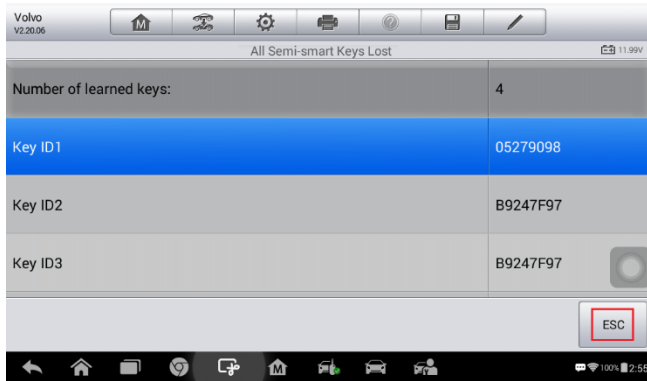 Volvo
V2.20.06
All Semi-smart Keys Lost
11.99V
Number of learned keys: 4
Key ID1 05279098
Key ID2 B9247F97
Key ID3 B9247F97
ESC
100% 2:55